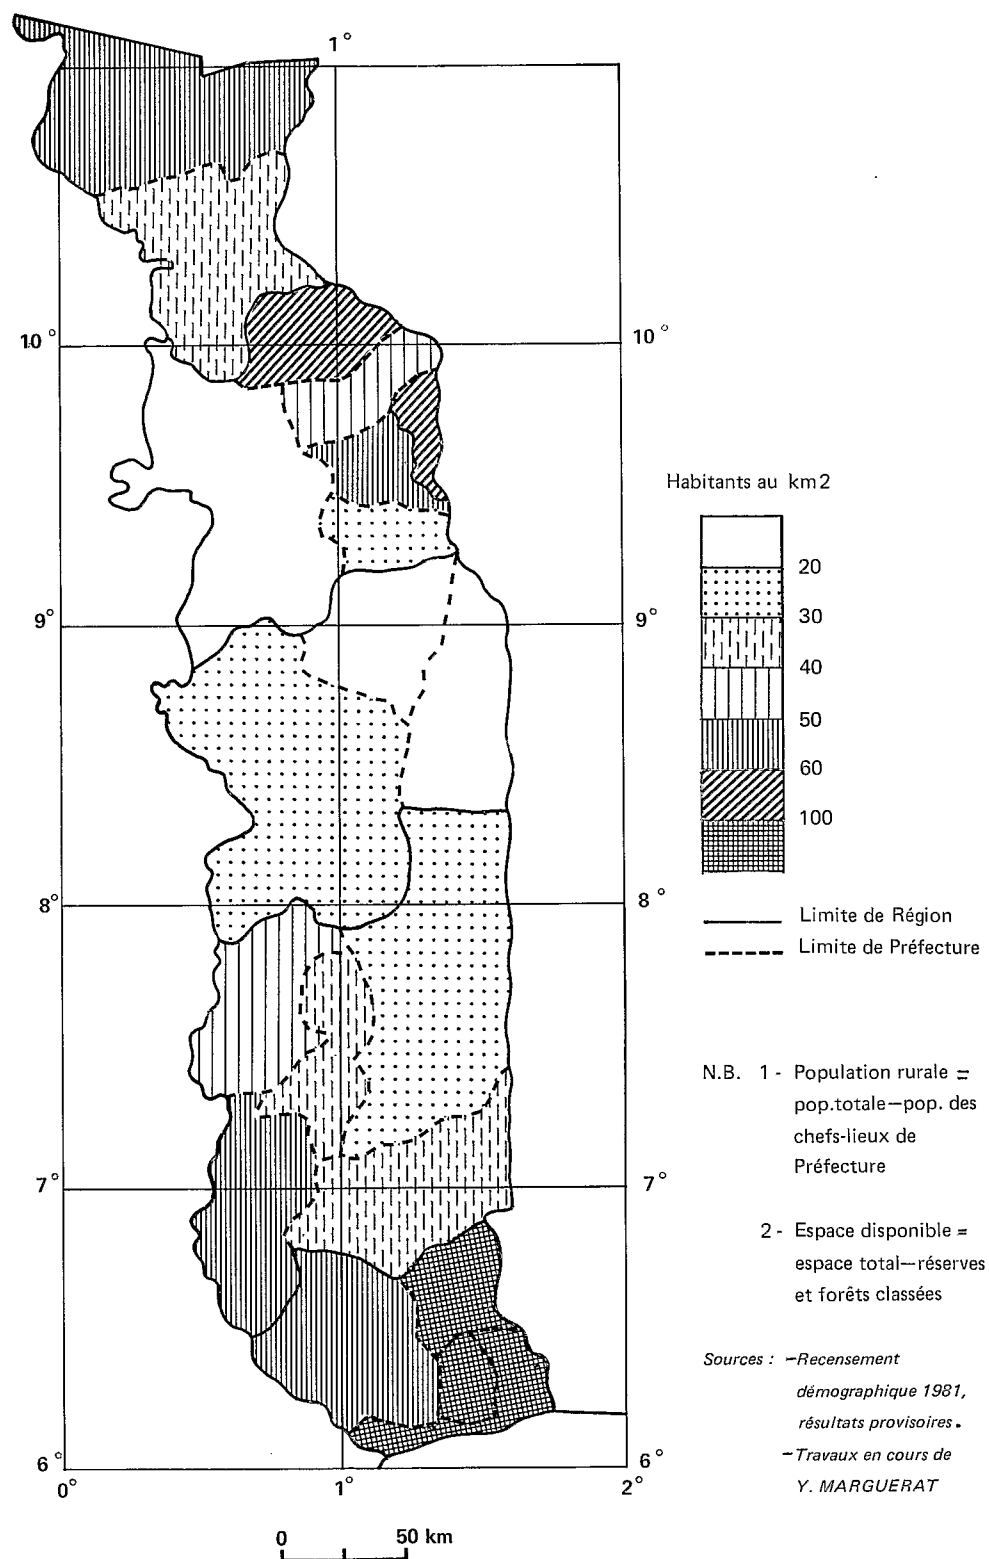 1°
10° 10°
Habitants au km2
20
30
9° 9°
40
50
60
100
8° 8°
Limite de Région
Limite de Préfecture
N.B. 1 - Population rurale =
pop.totale—pop. des
chefs-lieux de
Préfecture
7° 7°
2 - Espace disponible =
espace total—réserves
et forêts classées
Sources : —Recensement
démographique 1981,
résultats provisoires.
—Travaux en cours de
Y. MARGUERAT
6° 6°
0° 1° 2°
0 50 km